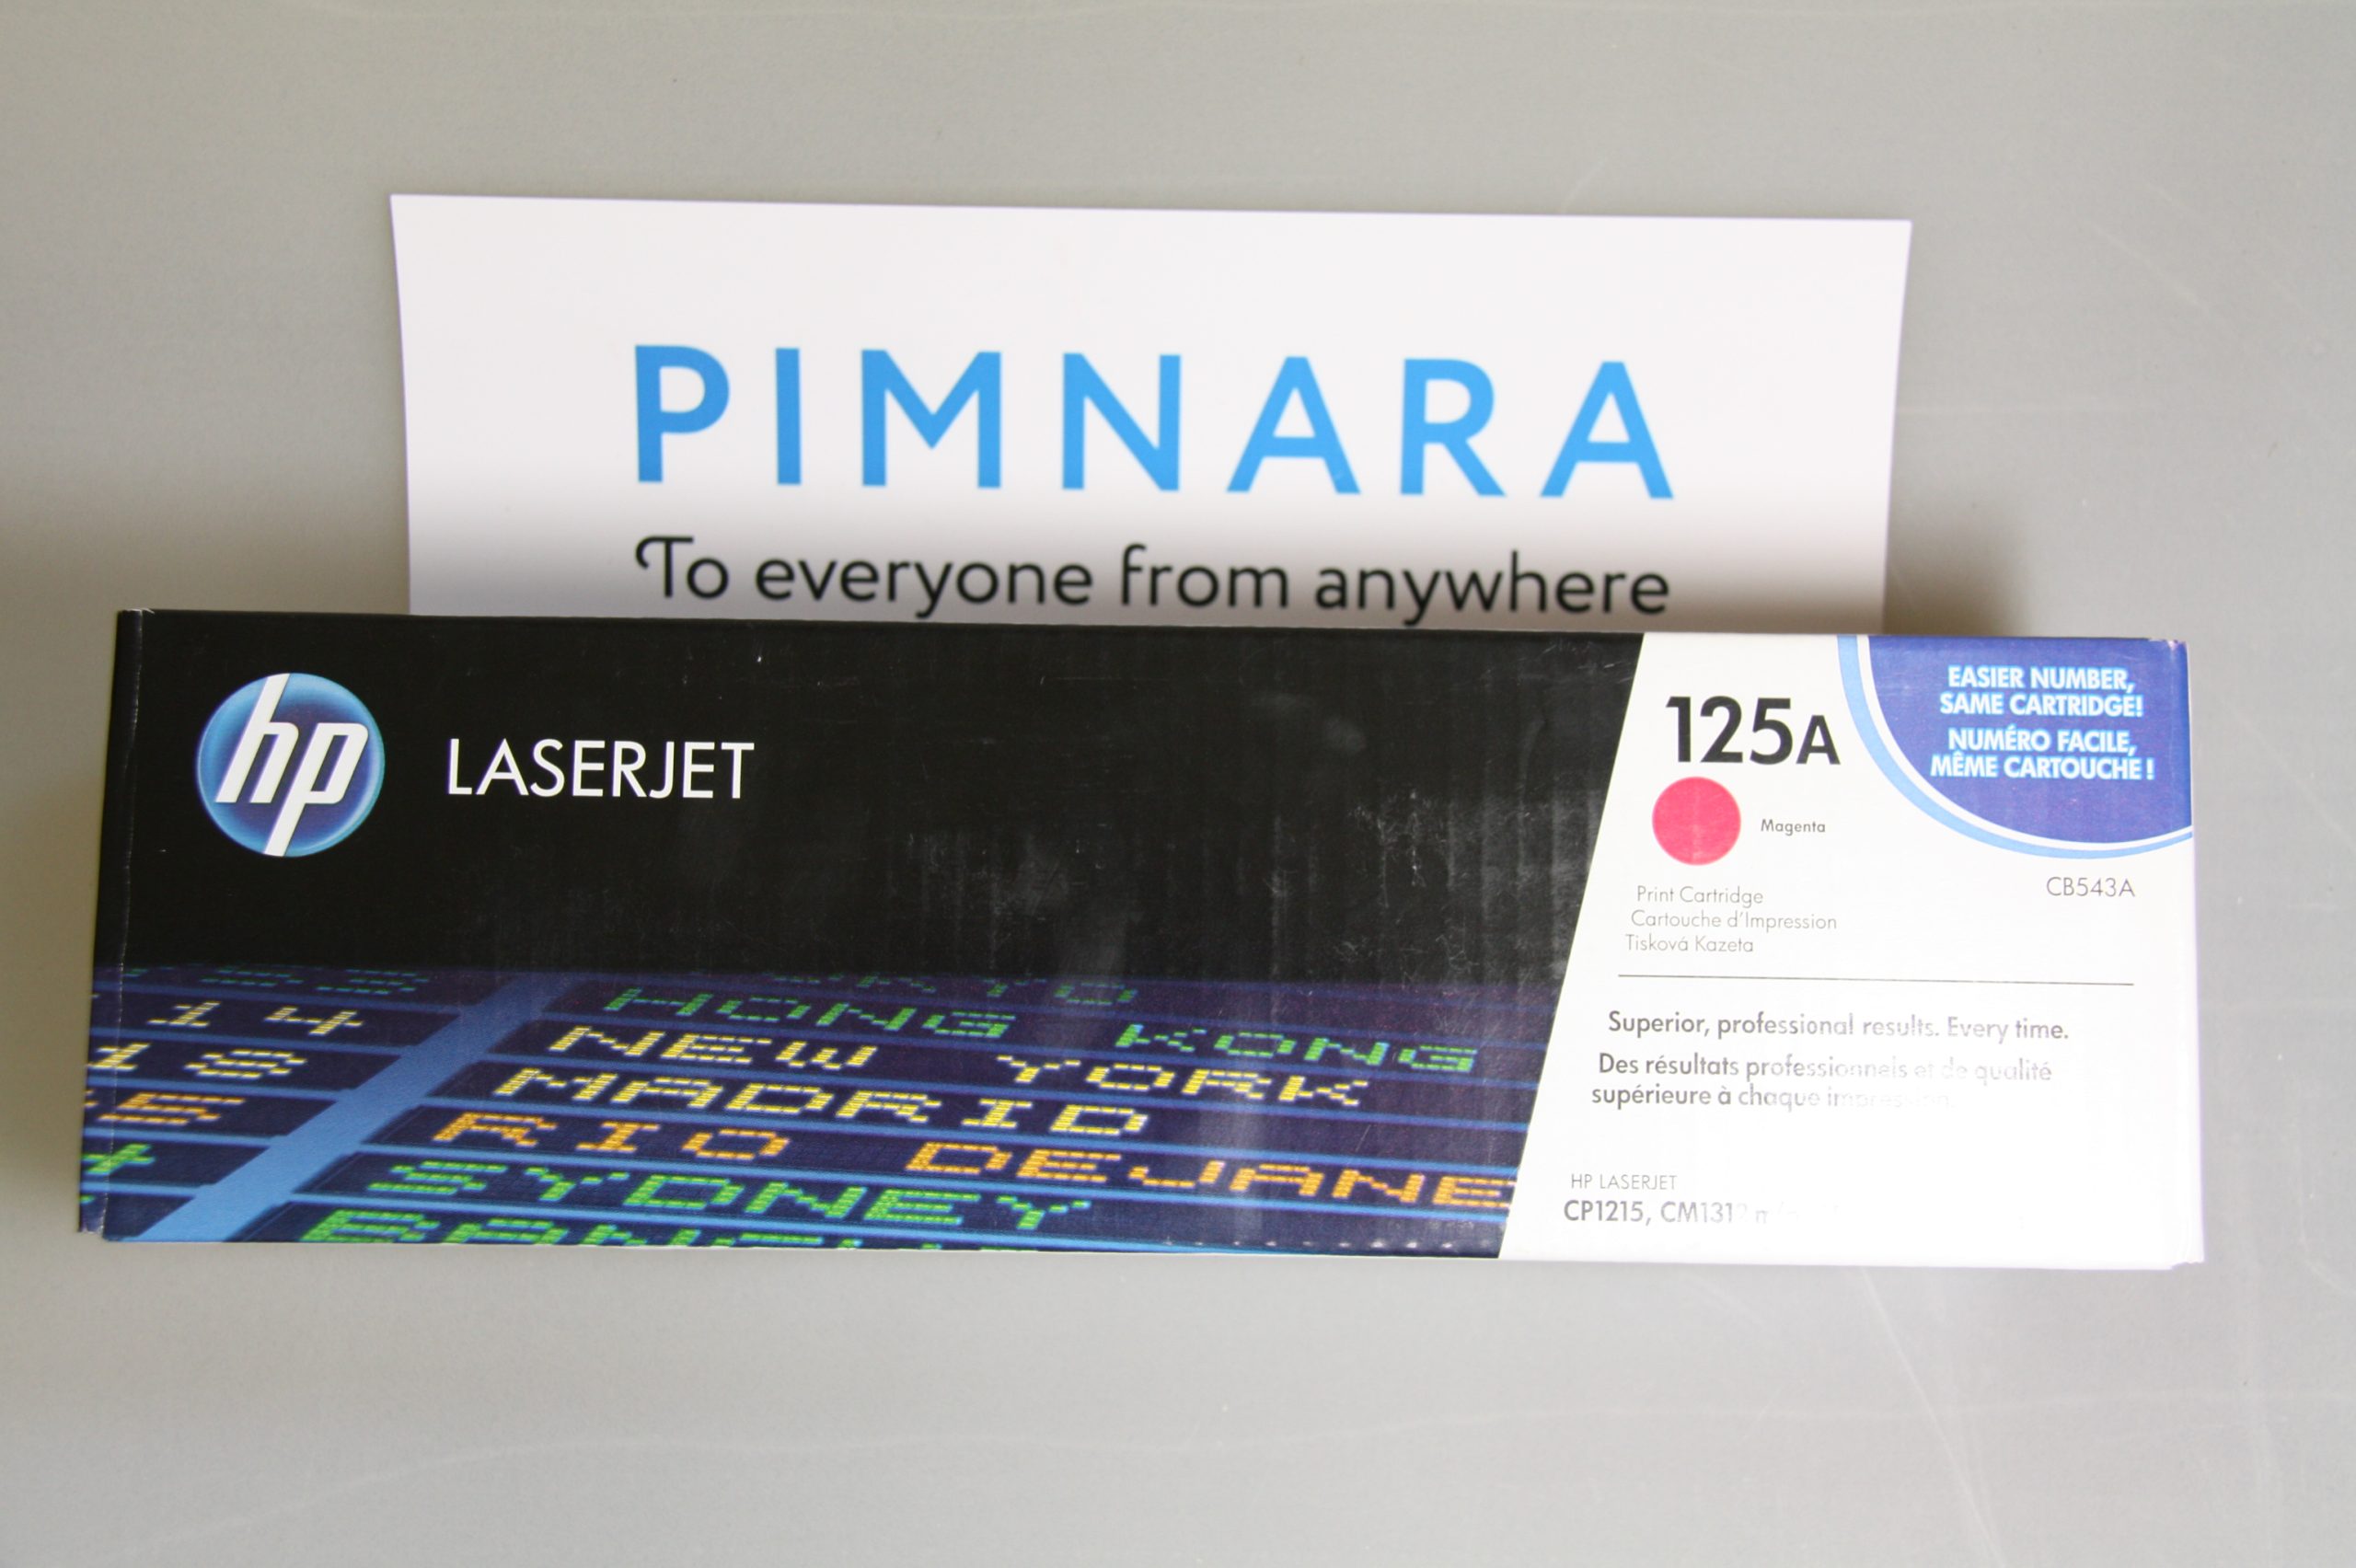 PIMNARA
To everyone from anywhere
hp LASERJET
125A
Magenta
EASIER NUMBER,
SAME CARTRIDGE!
NUMÉRO FACILE,
MÊME CARTOUCHE !
CB543A
Print Cartridge
Cartouche d'Impression
Tisková Kazeta
Superior, professional results. Every time.
Des résultats professionnels et de qualité
supérieure à chaque
HP LASERJET
CP1215,
HONG KONG
14 NEW YORK
MADRID
RIO DEJANE
SYDNEY